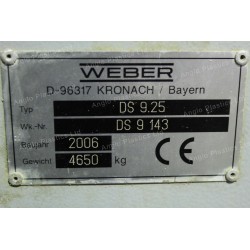 WEBER
D-96317 KRONACH / Bayern
Typ DS 9.25
Wk.-Nr. DS 9 143
Baujahr 2006
Gewicht 4650 kg CE